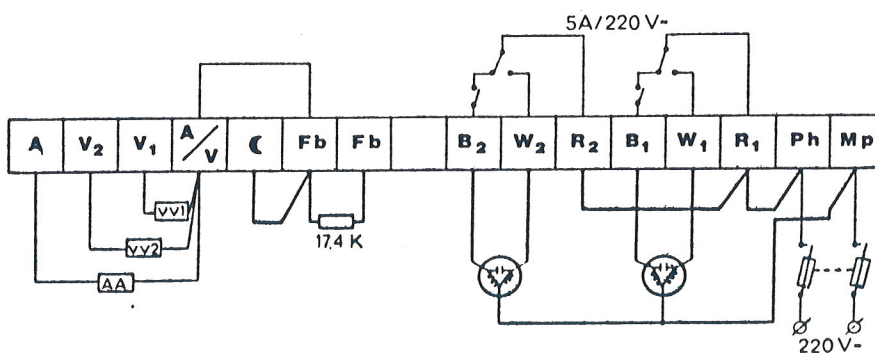 5A/220 V~
A V₂ V₁ A/V ☾ Fb Fb B₂ W₂ R₂ B₁ W₁ R₁ Ph Mp
VV1
VV2
17,4 K
AA
220 V~